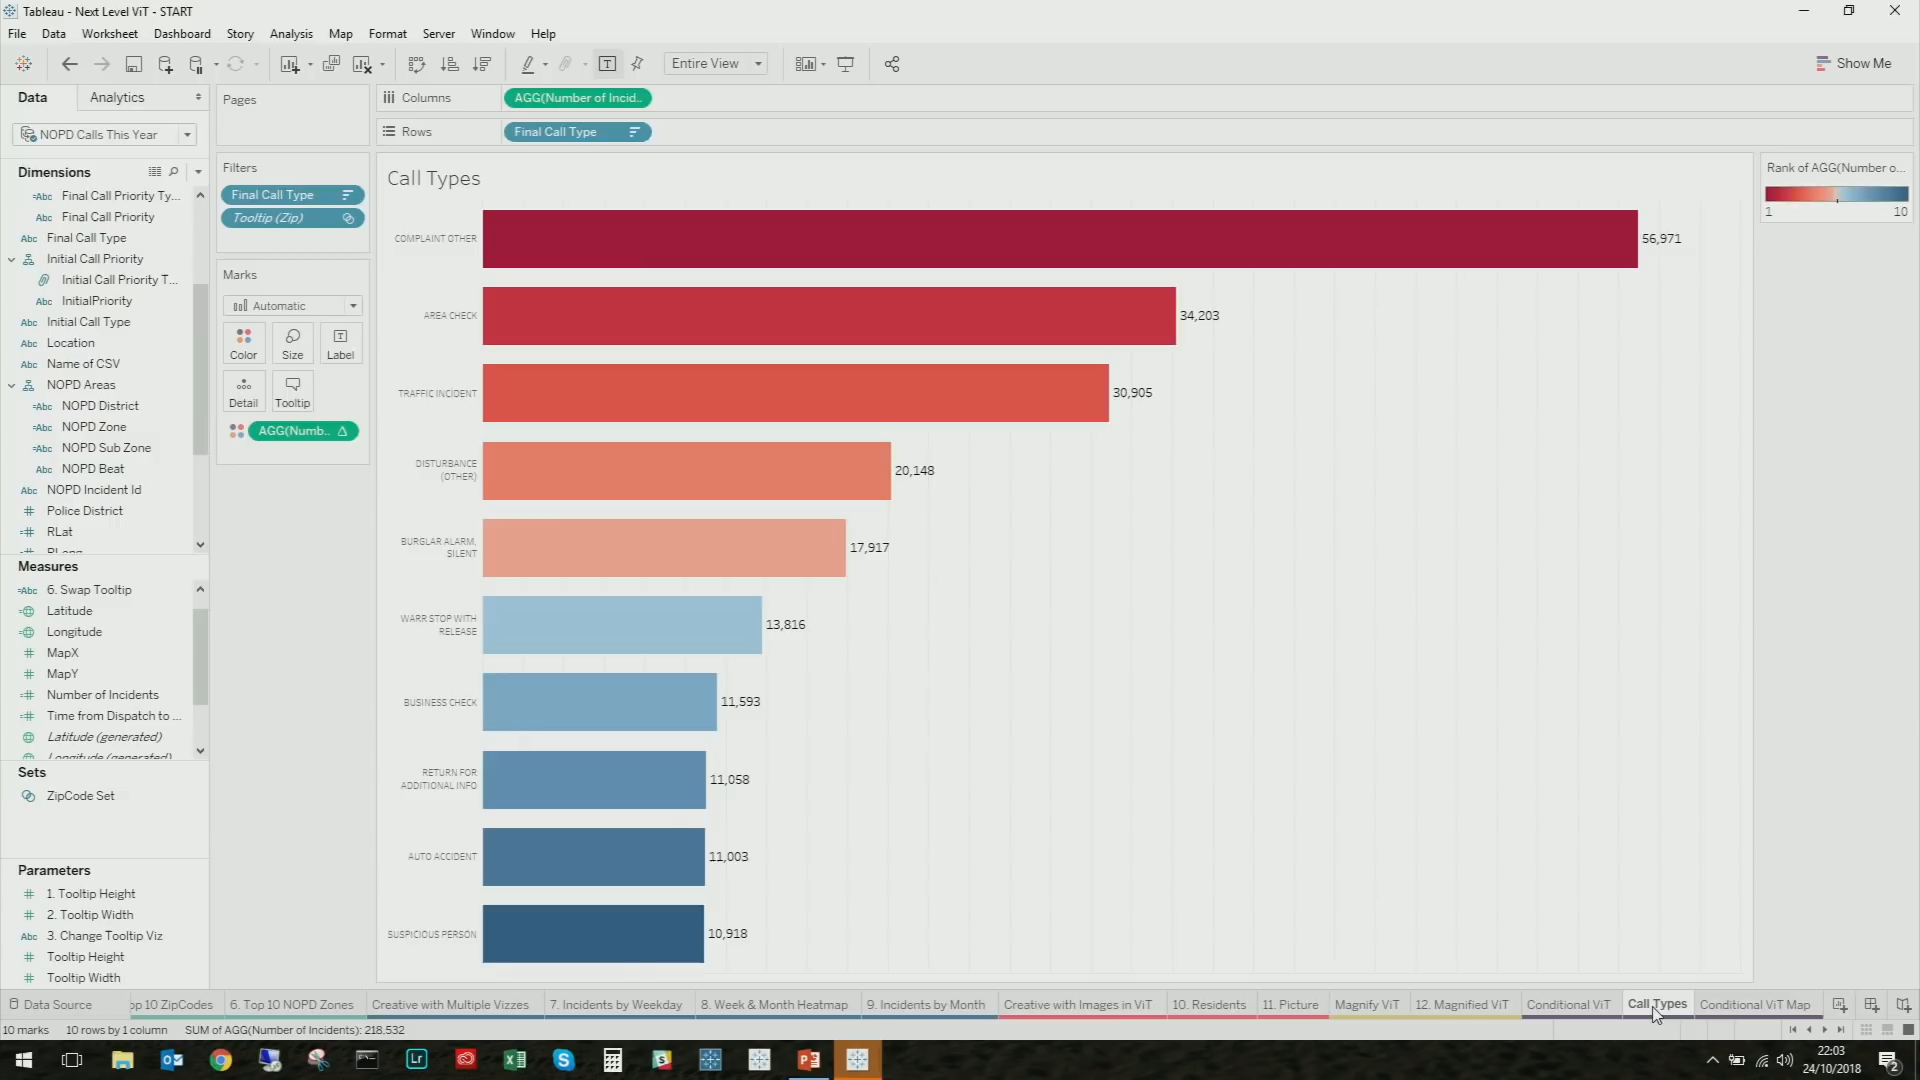 Tableau - Next Level ViT - START
File Data Worksheet Dashboard Story Analysis Map Format Server Window Help
Entire View
Show Me
Data Analytics
NOPD Calls This Year
Dimensions
Final Call Priority Ty...
Final Call Priority
Final Call Type
Initial Call Priority
Initial Call Priority T...
InitialPriority
Initial Call Type
Location
Name of CSV
NOPD Areas
NOPD District
NOPD Zone
NOPD Sub Zone
NOPD Beat
NOPD Incident Id
Police District
RLat
Measures
6. Swap Tooltip
Latitude
Longitude
MapX
MapY
Number of Incidents
Time from Dispatch to ...
Latitude (generated)
Longitude (generated)
Sets
ZipCode Set
Parameters
1. Tooltip Height
2. Tooltip Width
3. Change Tooltip Viz
Tooltip Height
Tooltip Width
Pages
Filters
Final Call Type
Tooltip (Zip)
Marks
Automatic
Color Size Label
Detail Tooltip
AGG(Numb..
Columns AGG(Number of Incid..
Rows Final Call Type
Call Types
COMPLAINT OTHER 56,971
AREA CHECK 34,203
TRAFFIC INCIDENT 30,905
DISTURBANCE
(OTHER) 20,148
BURGLAR ALARM,
SILENT 17,917
WARR STOP WITH
RELEASE 13,816
BUSINESS CHECK 11,593
RETURN FOR
ADDITIONAL INFO 11,058
AUTO ACCIDENT 11,003
SUSPICIOUS PERSON 10,918
Rank of AGG(Number o...
1 10
Data Source op 10 ZipCodes 6. Top 10 NOPD Zones Creative with Multiple Vizzes 7. Incidents by Weekday 8. Week & Month Heatmap 9. Incidents by Month Creative with Images in ViT 10. Residents 11. Picture Magnify ViT 12. Magnified ViT Conditional ViT Call Types Conditional ViT Map
10 marks 10 rows by 1 column SUM of AGG(Number of Incidents): 218,532
22:03
24/10/2018
2